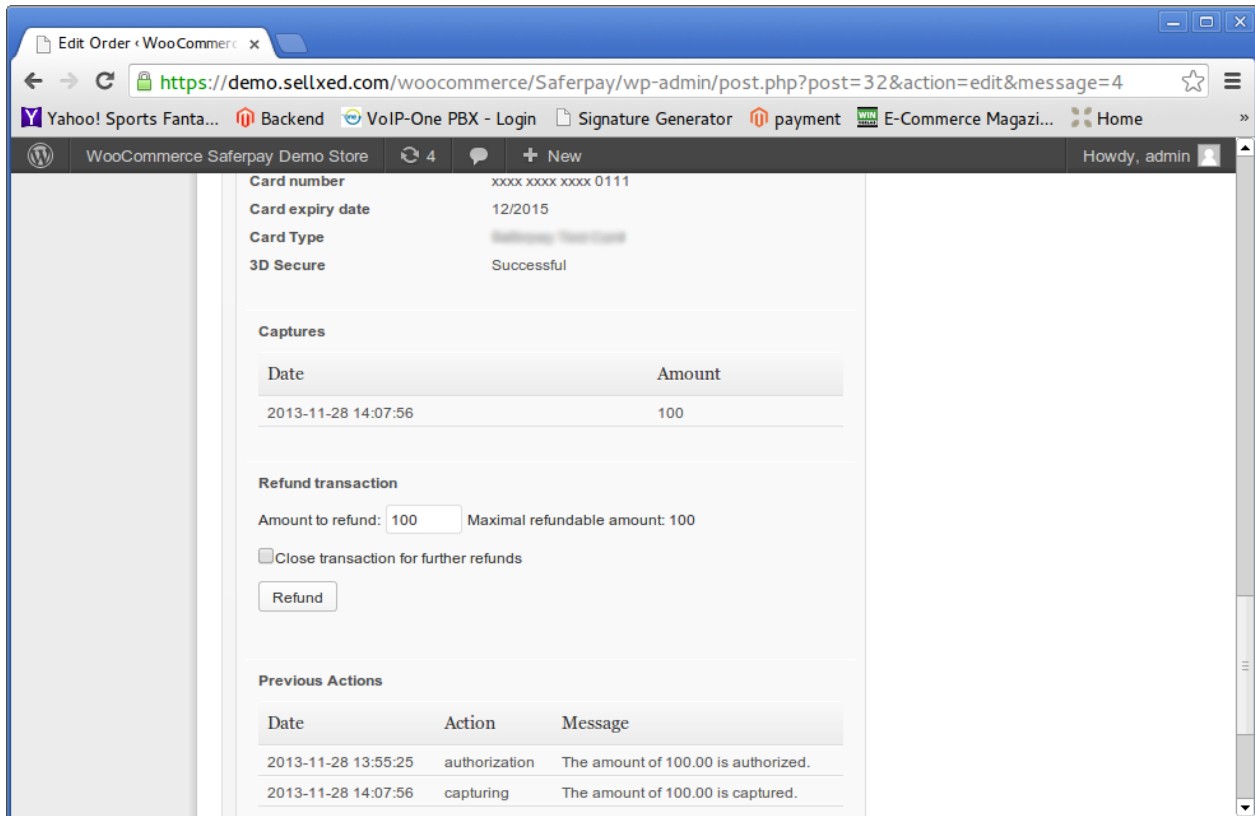 Edit Order ‹ WooCommerc
https://demo.sellxed.com/woocommerce/Saferpay/wp-admin/post.php?post=32&action=edit&message=4
Yahoo! Sports Fanta... Backend VoIP-One PBX - Login Signature Generator payment E-Commerce Magazi... Home »
WooCommerce Saferpay Demo Store 4 + New Howdy, admin
Card number xxxx xxxx xxxx 0111
Card expiry date 12/2015
Card Type
3D Secure Successful
Captures
Date Amount
2013-11-28 14:07:56 100
Refund transaction
Amount to refund: 100 Maximal refundable amount: 100
Close transaction for further refunds
Refund
Previous Actions
Date Action Message
2013-11-28 13:55:25 authorization The amount of 100.00 is authorized.
2013-11-28 14:07:56 capturing The amount of 100.00 is captured.